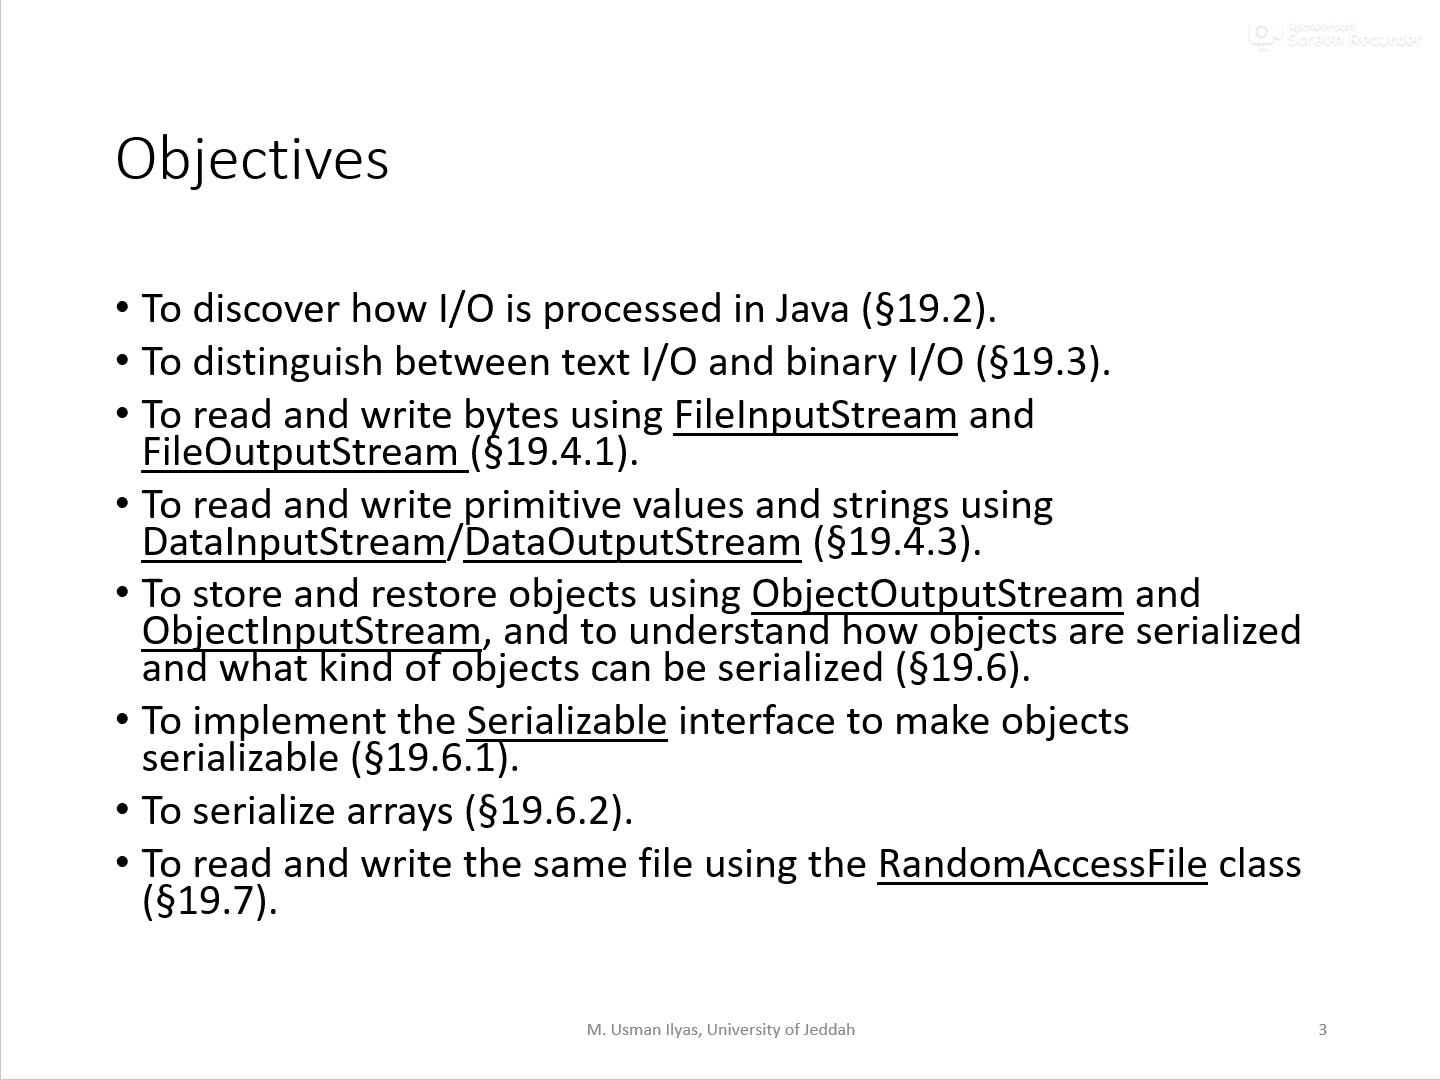 Apowersoft
Screen Recorder
Objectives
• To discover how I/O is processed in Java (§19.2).
• To distinguish between text I/O and binary I/O (§19.3).
• To read and write bytes using FileInputStream and
FileOutputStream (§19.4.1).
• To read and write primitive values and strings using
DataInputStream/DataOutputStream (§19.4.3).
• To store and restore objects using ObjectOutputStream and
ObjectInputStream, and to understand how objects are serialized
and what kind of objects can be serialized (§19.6).
• To implement the Serializable interface to make objects
serializable (§19.6.1).
• To serialize arrays (§19.6.2).
• To read and write the same file using the RandomAccessFile class
(§19.7).
M. Usman Ilyas, University of Jeddah
3